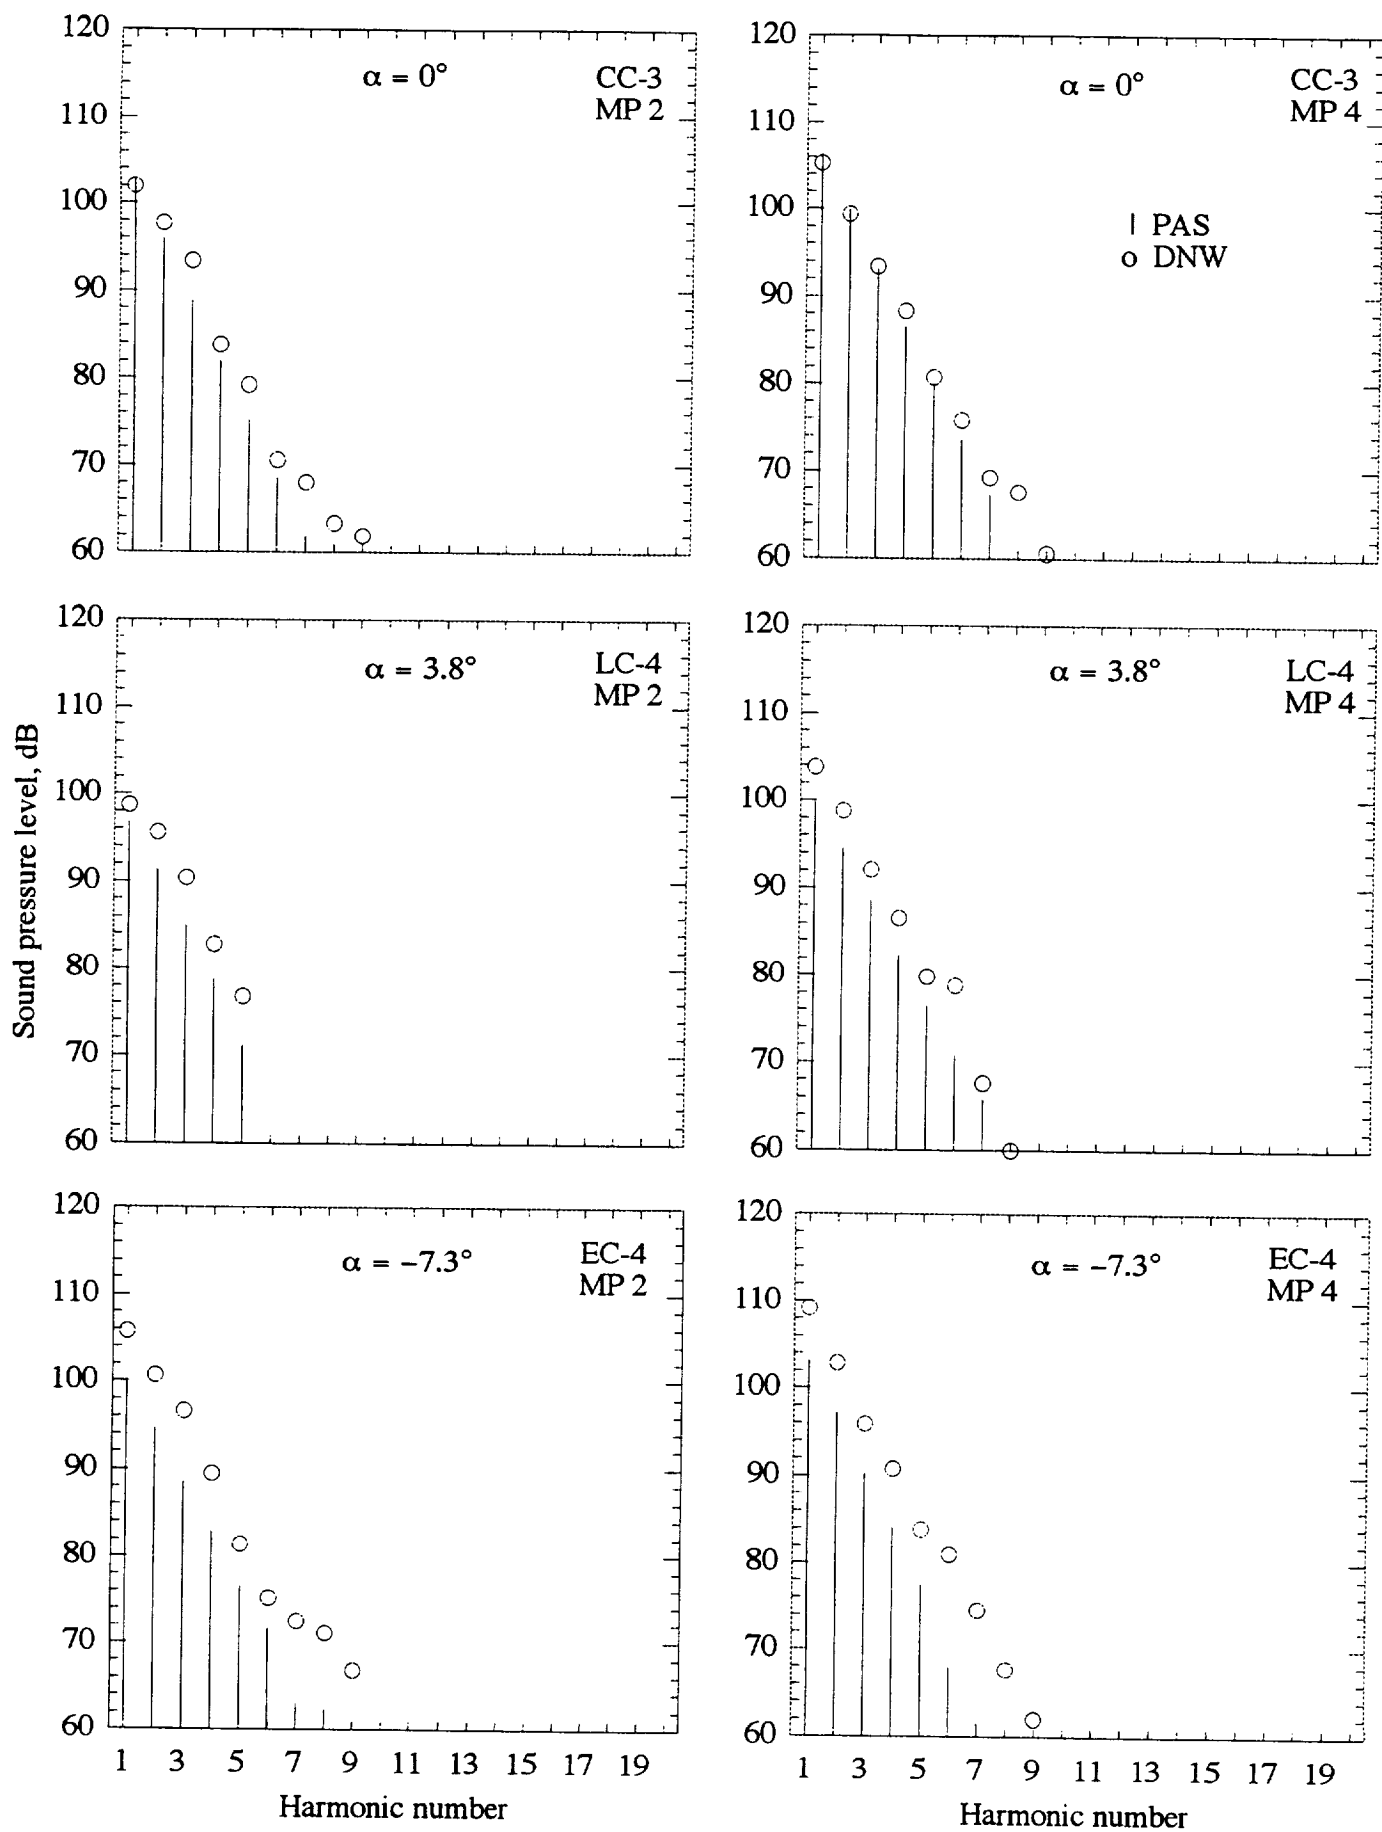 120
110
100
90
80
70
60
α = 0°
CC-3
MP 2
120
110
100
90
80
70
60
α = 0°
CC-3
MP 4
| PAS
o DNW
Sound pressure level, dB
120
110
100
90
80
70
60
α = 3.8°
LC-4
MP 2
120
110
100
90
80
70
60
α = 3.8°
LC-4
MP 4
120
110
100
90
80
70
60
α = −7.3°
EC-4
MP 2
1 3 5 7 9 11 13 15 17 19
Harmonic number
120
110
100
90
80
70
60
α = −7.3°
EC-4
MP 4
1 3 5 7 9 11 13 15 17 19
Harmonic number